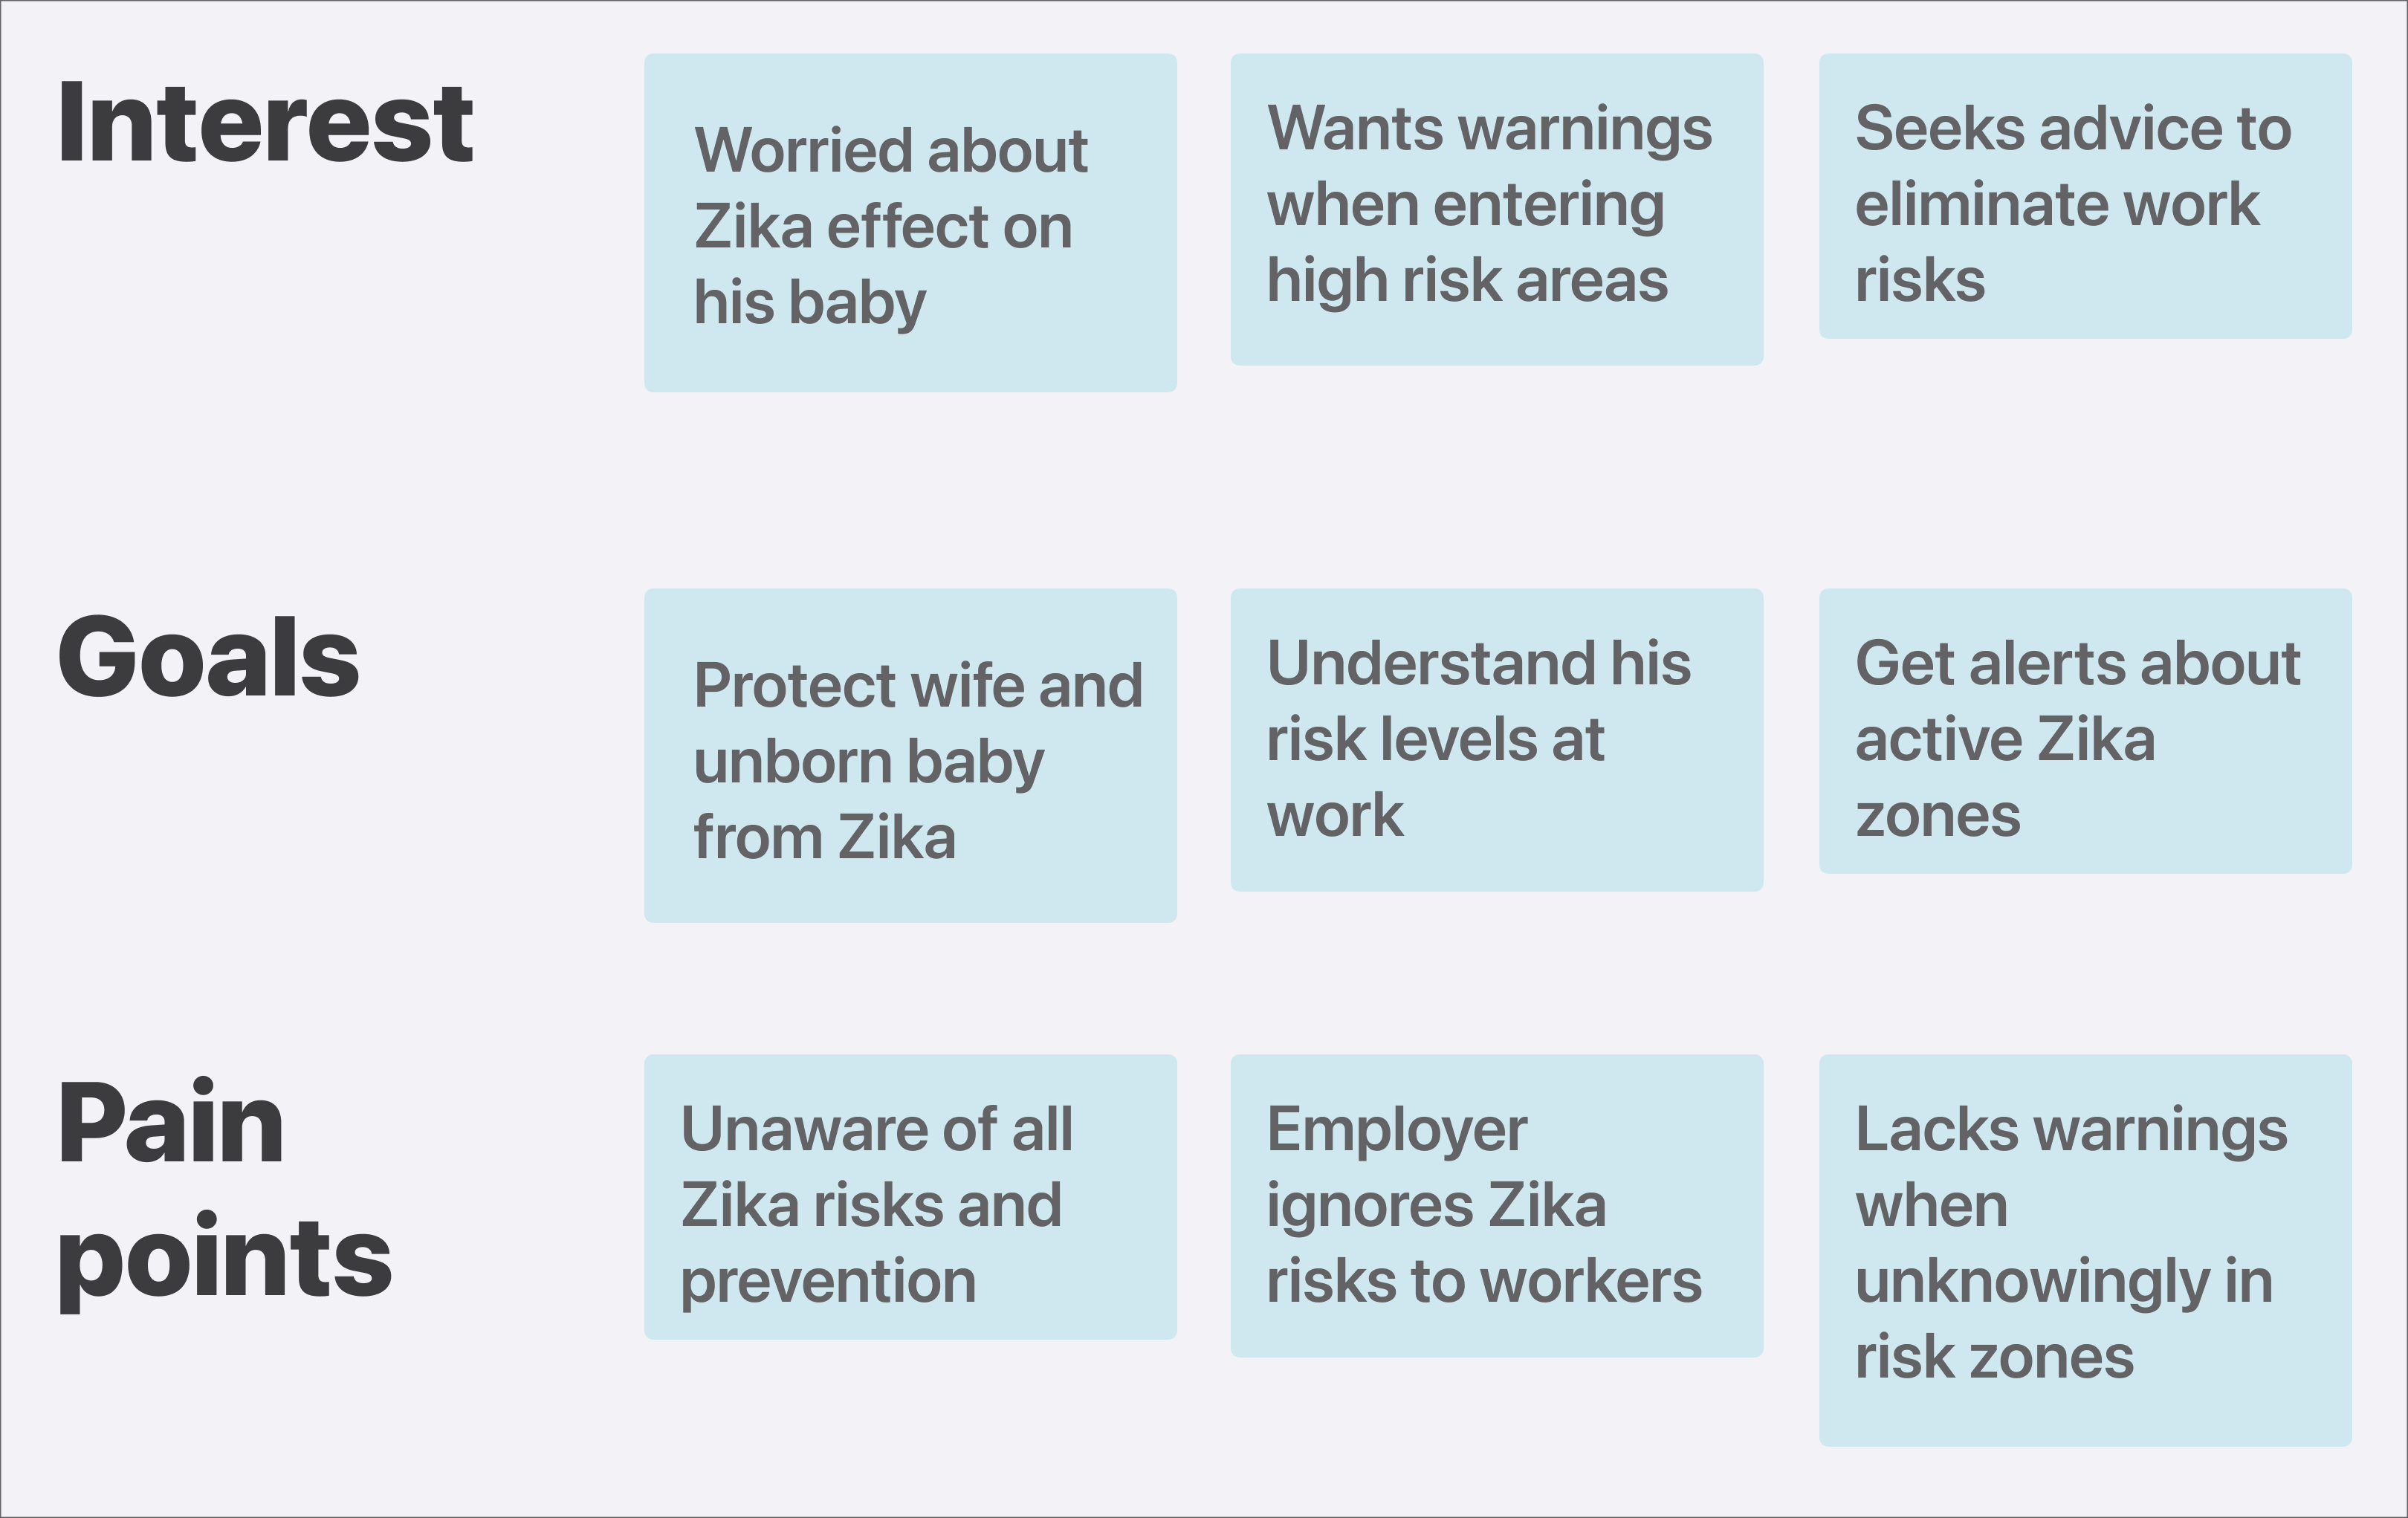 Interest
Worried about
Zika effect on
his baby
Wants warnings
when entering
high risk areas
Seeks advice to
eliminate work
risks
Goals
Protect wife and
unborn baby
from Zika
Understand his
risk levels at
work
Get alerts about
active Zika
zones
Pain
points
Unaware of all
Zika risks and
prevention
Employer
ignores Zika
risks to workers
Lacks warnings
when
unknowingly in
risk zones